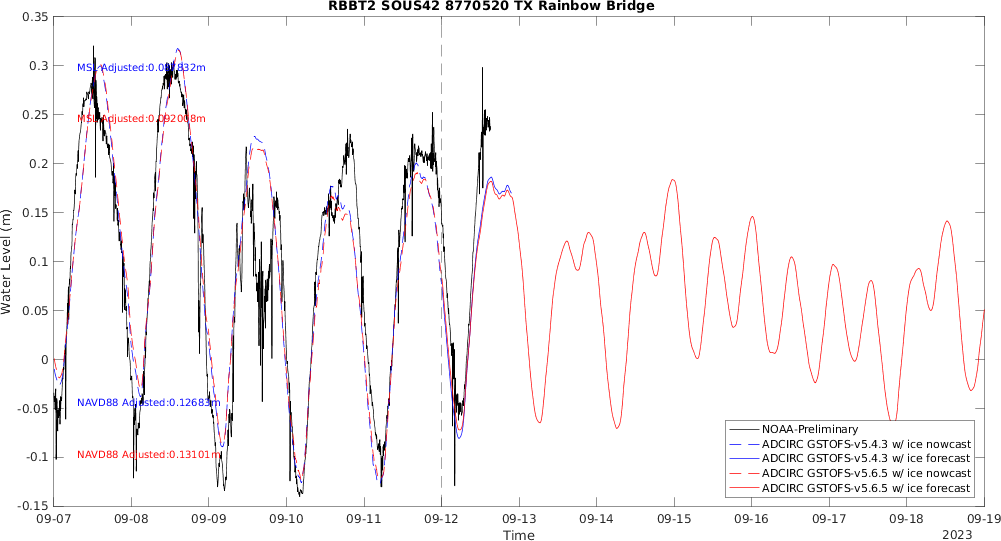 RBBT2 SOUS42 8770520 TX Rainbow Bridge
0.35
0.3
0.25
0.2
0.15
0.1
0.05
0
-0.05
-0.1
-0.15
Water Level (m)
MSL Adjusted:
MSL Adjusted:0.092008m
NAVD88 Adjusted:0.12683m
NAVD88 Adjusted:0.13101m
NOAA-Preliminary
ADCIRC GSTOFS-v5.4.3 w/ ice nowcast
ADCIRC GSTOFS-v5.4.3 w/ ice forecast
ADCIRC GSTOFS-v5.6.5 w/ ice nowcast
ADCIRC GSTOFS-v5.6.5 w/ ice forecast
09-07 09-08 09-09 09-10 09-11 09-12 09-13 09-14 09-15 09-16 09-17 09-18 09-19
Time
2023